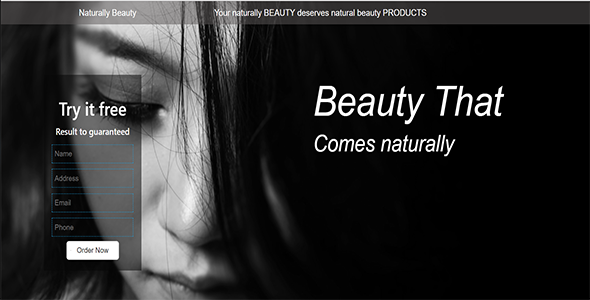 Naturally Beauty
Your naturally BEAUTY deserves natural beauty PRODUCTS
Beauty That
Comes naturally
Try it free
Result to guaranteed
Name
Address
Email
Phone
Order Now